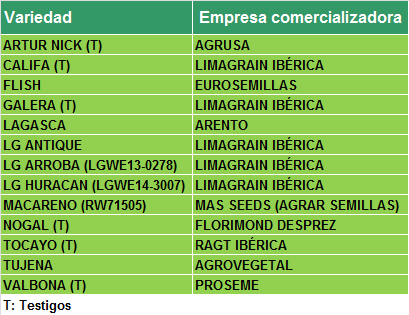 Variedad Empresa comercializadora
ARTUR NICK (T) AGRUSA
CALIFA (T) LIMAGRAIN IBÉRICA
FLISH EUROSEMILLAS
GALERA (T) LIMAGRAIN IBÉRICA
LAGASCA ARENTO
LG ANTIQUE LIMAGRAIN IBÉRICA
LG ARROBA (LGWE13-0278) LIMAGRAIN IBÉRICA
LG HURACAN (LGWE14-3007) LIMAGRAIN IBÉRICA
MACARENO (RW71505) MAS SEEDS (AGRAR SEMILLAS)
NOGAL (T) FLORIMOND DESPREZ
TOCAYO (T) RAGT IBÉRICA
TUJENA AGROVEGETAL
VALBONA (T) PROSEME
T: Testigos